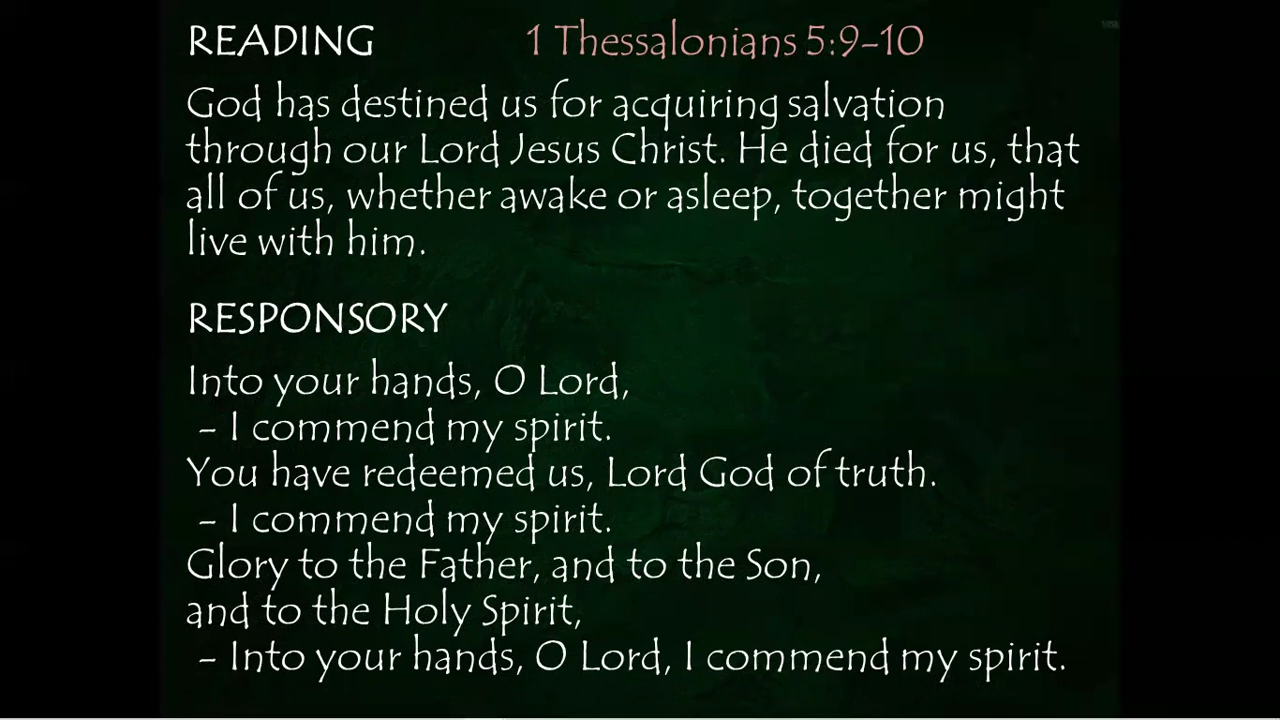 READING 1 Thessalonians 5:9-10
God has destined us for acquiring salvation
through our Lord Jesus Christ. He died for us, that
all of us, whether awake or asleep, together might
live with him.
RESPONSORY
Into your hands, O Lord,
- I commend my spirit.
You have redeemed us, Lord God of truth.
- I commend my spirit.
Glory to the Father, and to the Son,
and to the Holy Spirit,
- Into your hands, O Lord, I commend my spirit.